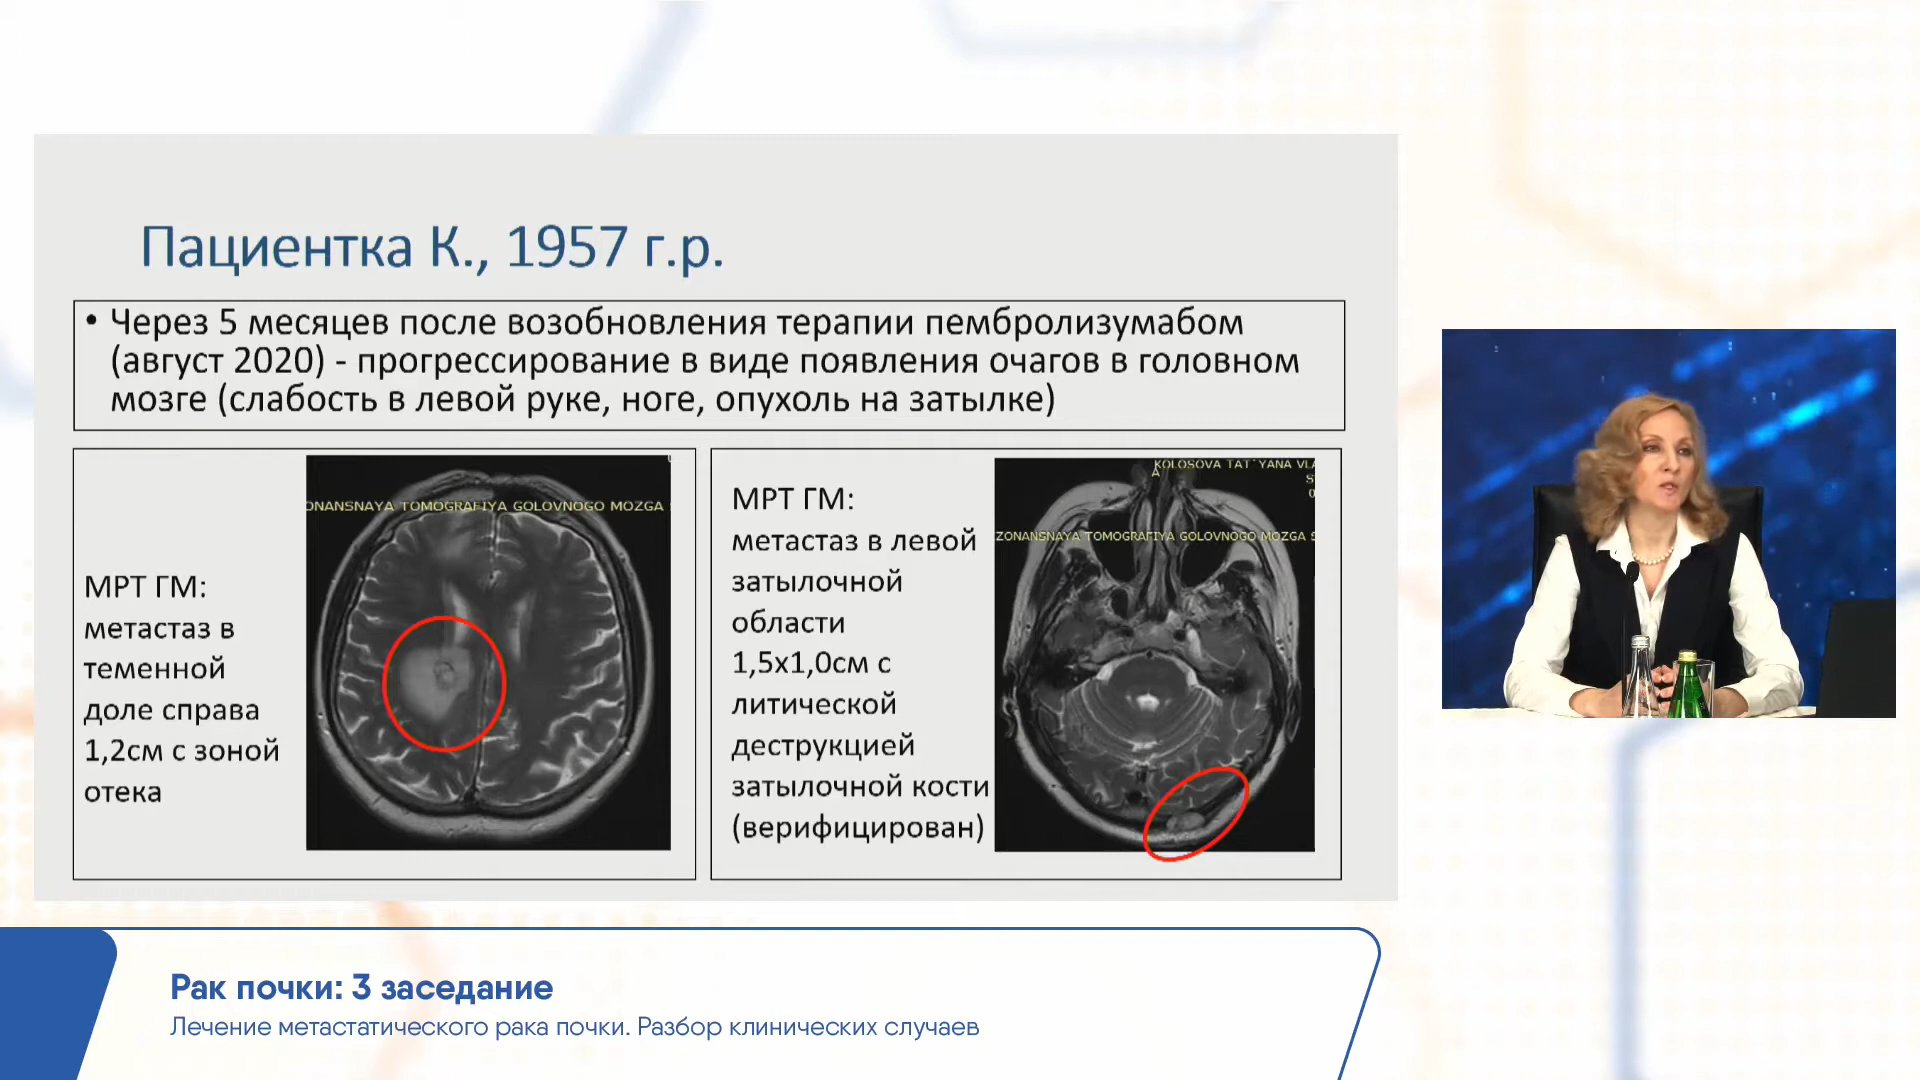 Пациентка К., 1957 г.р.
• Через 5 месяцев после возобновления терапии пембролизумабом
(август 2020) - прогрессирование в виде появления очагов в головном
мозге (слабость в левой руке, ноге, опухоль на затылке)
МРТ ГМ:
метастаз в
теменной
доле справа
1,2см с зоной
отека
ONANSNAYA TOMOGRAFIYA GOLOVNOGO MOZGA
МРТ ГМ:
метастаз в левой
затылочной
области
1,5х1,0см с
литической
деструкцией
затылочной кости
(верифицирован)
KOLOSOVA TAT`YANA VLA
A
S
0
ZONANSNAYA TOMOGRAFIYA GOLOVNOGO MOZGA S
Рак почки: 3 заседание
Лечение метастатического рака почки. Разбор клинических случаев